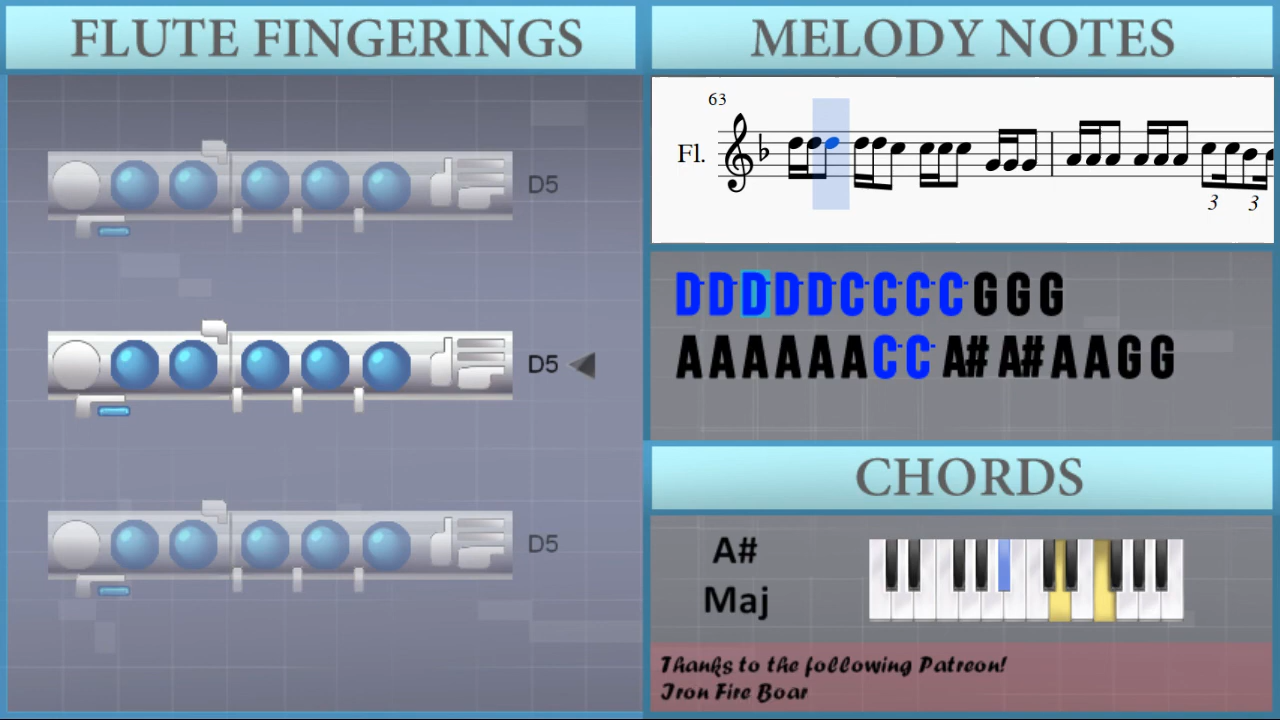 FLUTE FINGERINGS
D5
D5
D5
MELODY NOTES
63
Fl.
3
3
DDDDDCCCCGGG
AAAAAACC A# A# AAGG
CHORDS
A#
Maj
Thanks to the following Patreon!
Iron Fire Boar